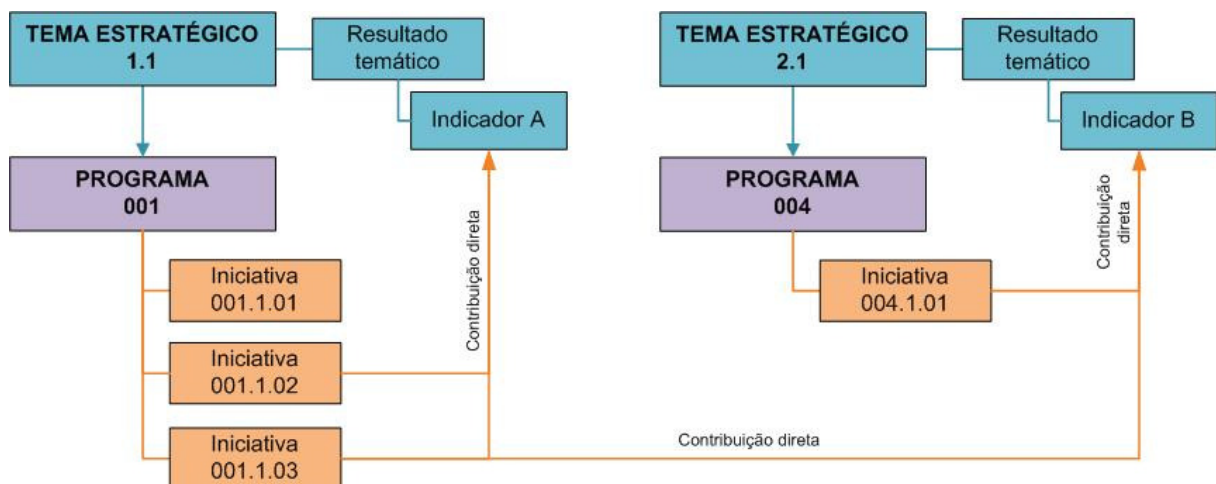 TEMA ESTRATÉGICO
1.1
Resultado
temático
Indicador A
PROGRAMA
001
Iniciativa
001.1.01
Iniciativa
001.1.02
Iniciativa
001.1.03
Contribuição direta
TEMA ESTRATÉGICO
2.1
Resultado
temático
Indicador B
PROGRAMA
004
Iniciativa
004.1.01
Contribuição
direta
Contribuição direta